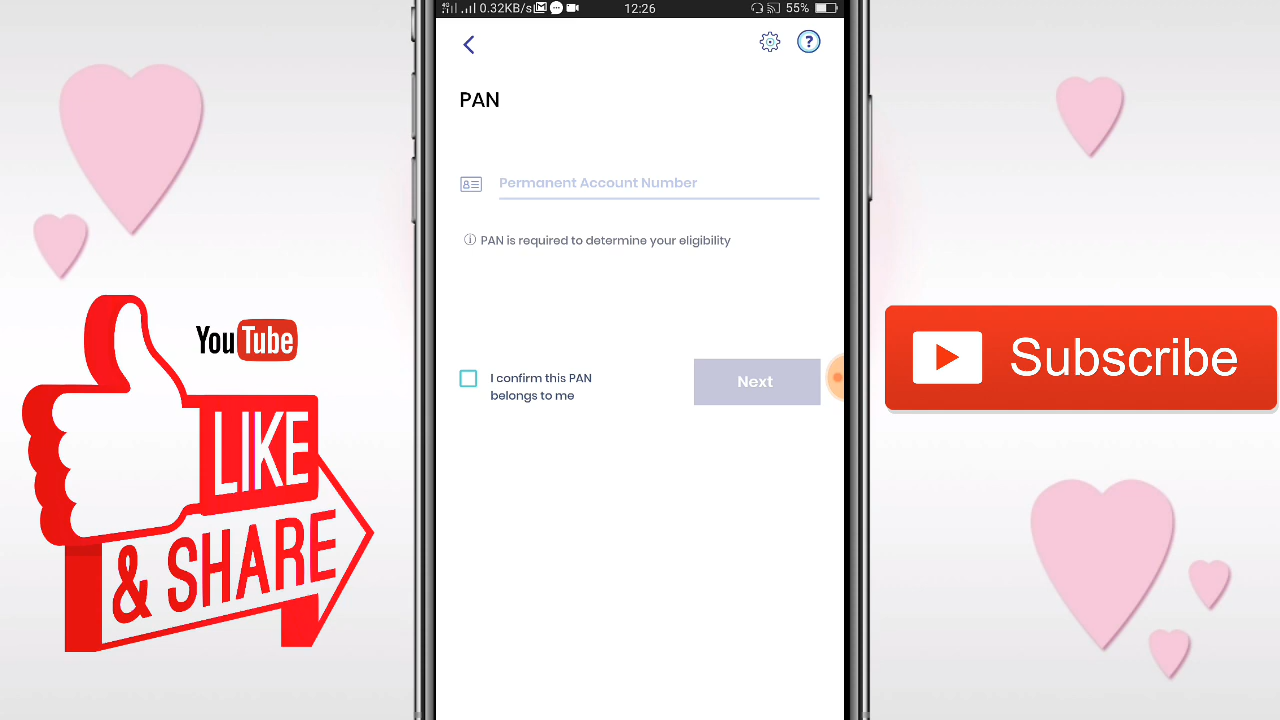 0.32KB/s
12:26
55%
?
PAN
Permanent Account Number
PAN is required to determine your eligibility
I confirm this PAN
belongs to me
Next
YouTube
LIKE
& SHARE
Subscribe